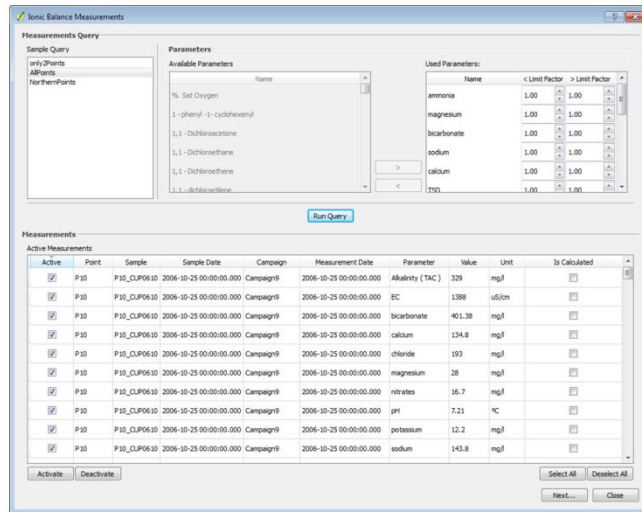 Ionic Balance Measurements
Measurements Query
Sample Query
only2Points
AllPoints
NorthernPoints
Parameters
Available Parameters
Name
% Sat Oxygen
1 - phenyl -1- cyclohexenyl
1,1 - Dichloroacetone
1,1 - Dichloroethane
1,1 - Dichloroethene
1,1 - dichloroetilene
>
<
Used Parameters:
Name < Limit Factor > Limit Factor
ammonia 1.00 1.00
magnesium 1.00 1.00
bicarbonate 1.00 1.00
sodium 1.00 1.00
calcium 1.00 1.00
TSD 1.00 1.00
Run Query
Measurements
Active Measurements
Active Point Sample Sample Date Campaign Measurement Date Parameter Value Unit Is Calculated
P10 P10_CUP0610 2006-10-25 00:00:00.000 Campaign9 2006-10-25 00:00:00.000 Alkalinity ( TAC ) 329 mg/l
P10 P10_CUP0610 2006-10-25 00:00:00.000 Campaign9 2006-10-25 00:00:00.000 EC 1388 uS/cm
P10 P10_CUP0610 2006-10-25 00:00:00.000 Campaign9 2006-10-25 00:00:00.000 bicarbonate 401.38 mg/l
P10 P10_CUP0610 2006-10-25 00:00:00.000 Campaign9 2006-10-25 00:00:00.000 calcium 134.8 mg/l
P10 P10_CUP0610 2006-10-25 00:00:00.000 Campaign9 2006-10-25 00:00:00.000 chloride 193 mg/l
P10 P10_CUP0610 2006-10-25 00:00:00.000 Campaign9 2006-10-25 00:00:00.000 magnesium 28 mg/l
P10 P10_CUP0610 2006-10-25 00:00:00.000 Campaign9 2006-10-25 00:00:00.000 nitrates 16.7 mg/l
P10 P10_CUP0610 2006-10-25 00:00:00.000 Campaign9 2006-10-25 00:00:00.000 pH 7.21 ºC
P10 P10_CUP0610 2006-10-25 00:00:00.000 Campaign9 2006-10-25 00:00:00.000 potassium 12.2 mg/l
P10 P10_CUP0610 2006-10-25 00:00:00.000 Campaign9 2006-10-25 00:00:00.000 sodium 143.8 mg/l
Activate Deactivate Select All Deselect All
Next... Close